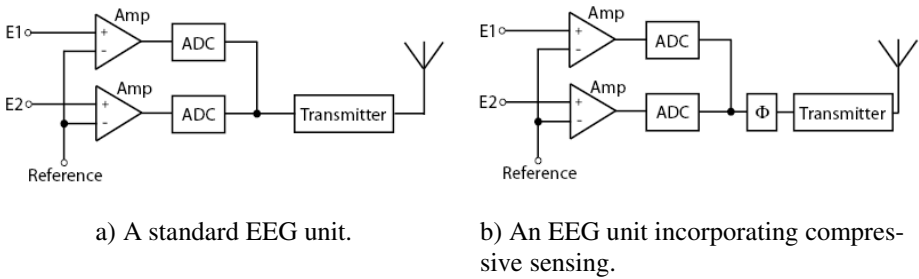 Amp
E1
+
-
ADC
Amp
E2
+
-
ADC
Transmitter
Reference
a) A standard EEG unit.
Amp
E1
+
-
ADC
Amp
E2
+
-
ADC
Φ
Transmitter
Reference
b) An EEG unit incorporating compres-
sive sensing.